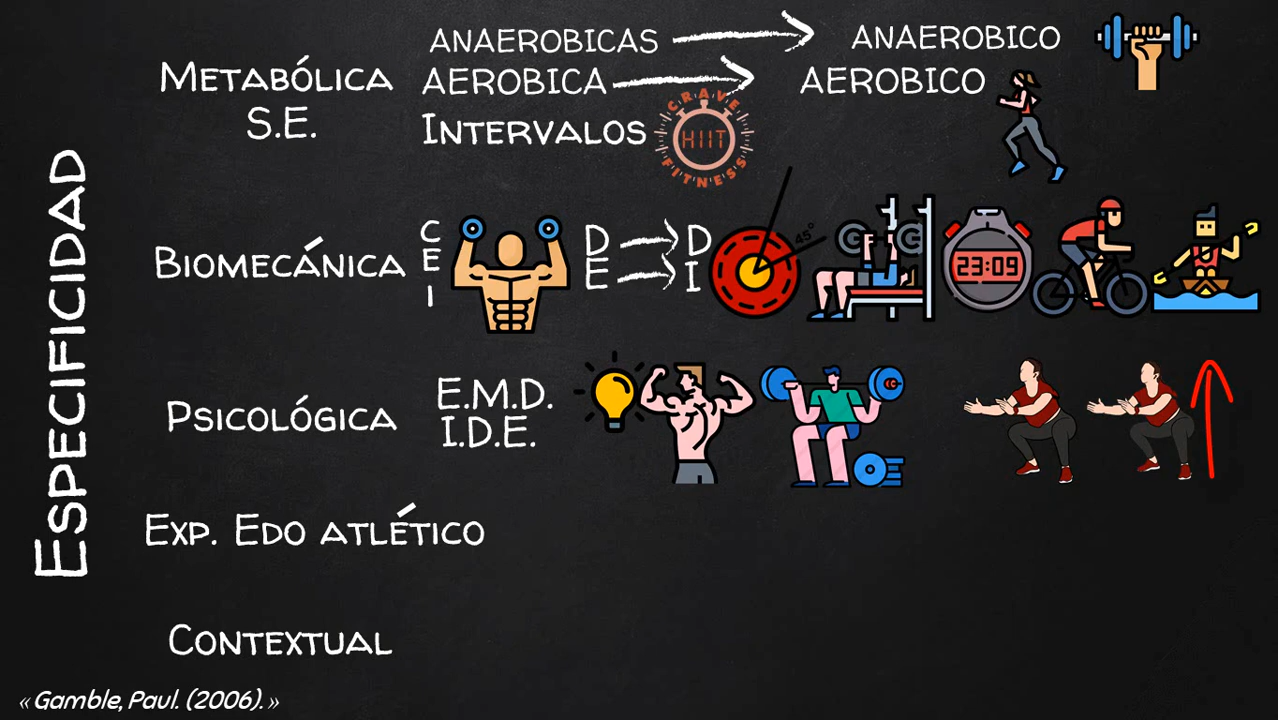 ESPECIFICIDAD
METABÓLICA
S.E.
ANAEROBICAS
ANAEROBICO
AEROBICA
AEROBICO
INTERVALOS
CRAVE
HIIT
FITNESS
BIOMECÁNICA
C
E
I
D
D
E
I
45°
23:09
PSICOLÓGICA
E.M.D.
I.D.E.
EXP. EDO ATLÉTICO
CONTEXTUAL
«Gamble, Paul. (2006).»